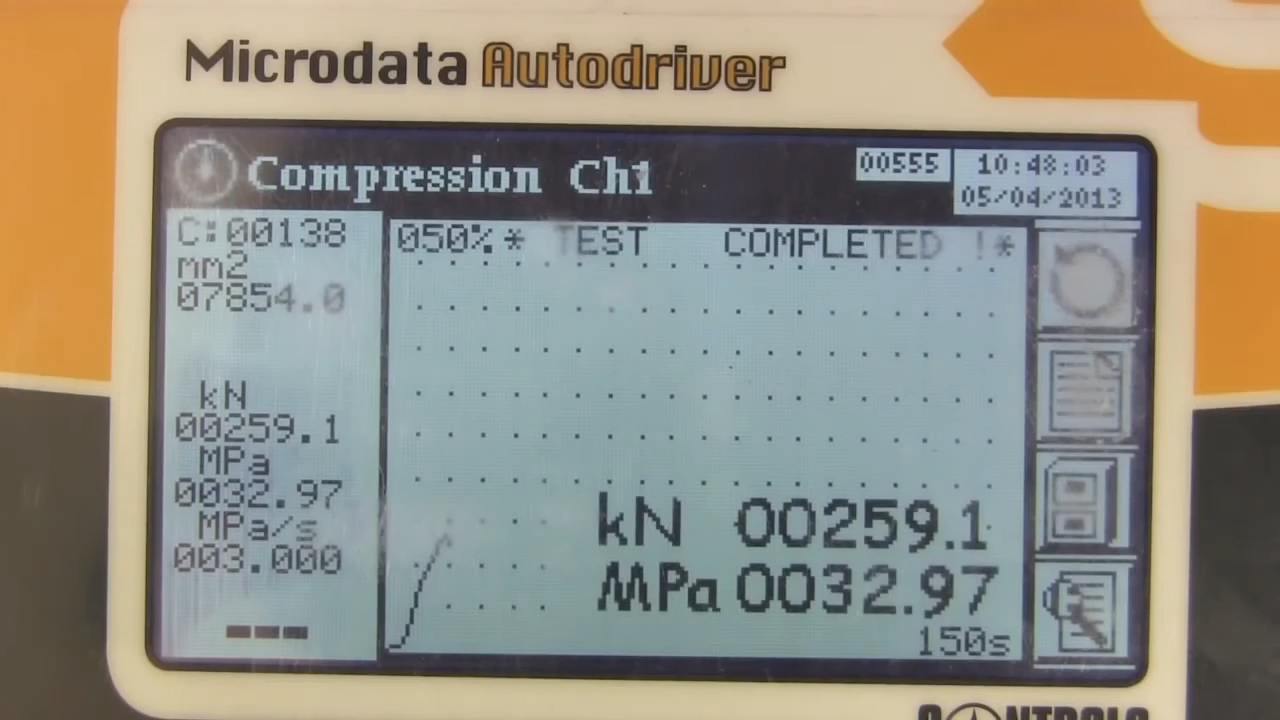 Microdata Autodriver
Compression Ch1
00555
10:48:03
05/04/2013
C:00138
mm2
07854.0
kN
00259.1
MPa
0032.97
MPa/s
003.000
---
050%* TEST COMPLETED !*
kN 00259.1
MPa 0032.97
150s
CONTROLS